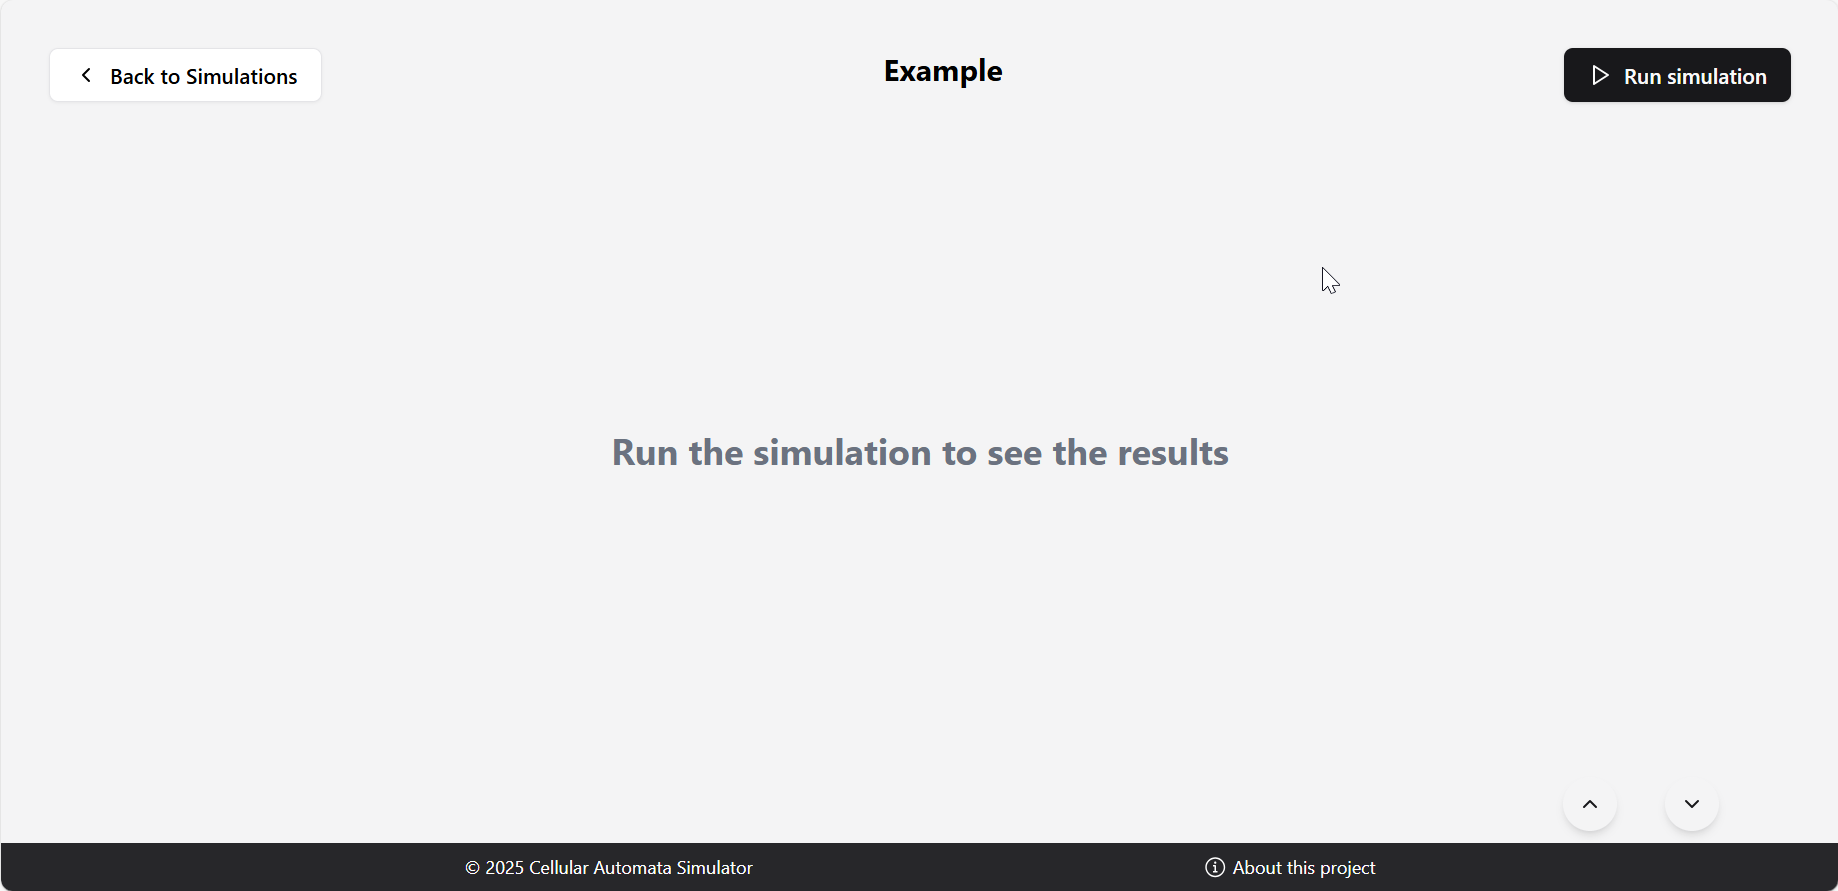 Back to Simulations
Example
Run simulation
Run the simulation to see the results
© 2025 Cellular Automata Simulator
About this project